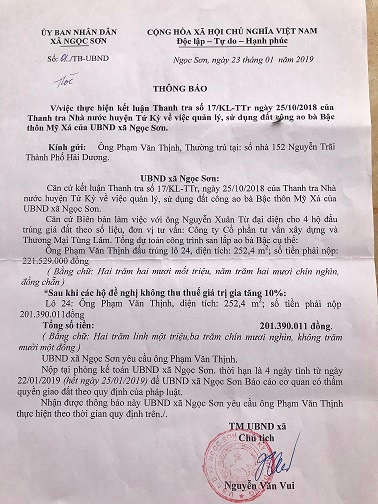 ỦY BAN NHÂN DÂN
XÃ NGỌC SƠN
CỘNG HÒA XÃ HỘI CHỦ NGHĨA VIỆT NAM
Độc lập – Tự do – Hạnh phúc
Số: /TB-UBND
Ngọc Sơn, ngày 23 tháng 01 năm 2019
THÔNG BÁO
V/việc thực hiện kết luận Thanh tra số 17/KL-TTr ngày 25/10/2018 của
Thanh tra Nhà nước huyện Tứ Kỳ về việc quản lý, sử dụng đất công ao bà Bậc
thôn Mỹ Xá của UBND xã Ngọc Sơn.
Kính gửi: Ông Phạm Văn Thịnh, Thường trú tại: số nhà 152 Nguyễn Trãi
Thành Phố Hải Dương.
UBND xã Ngọc Sơn:
Căn cứ kết luận Thanh tra số 17/KL-TTr, ngày 25/10/2018 của Thanh tra Nhà
nước huyện Tứ Kỳ về việc quản lý, sử dụng đất công ao bà Bậc thôn Mỹ Xá của
UBND xã Ngọc Sơn.
Căn cứ Biên bản làm việc với ông Nguyễn Xuân Từ đại diện cho 4 hộ đấu
trúng giá đất theo số liệu, đơn vị tư vấn: Công ty Cổ phần tư vấn xây dựng và
Thương Mại Tùng Lâm. Tổng dự toán công trình san lấp ao bà Bậc cụ thể:
Ông Phạm Văn Thịnh đấu trúng lô 24, diện tích 252,4 m²; số tiền phải nộp:
221.529.000 đồng
( Bằng chữ: Hai trăm hai mươi mốt triệu, năm trăm hai mươi chín nghìn,
đồng chẵn )
*Sau khi các hộ đề nghị không thu thuế giá trị gia tăng 10%:
Lô 24: Ông Phạm Văn Thịnh, diện tích: 252,4 m²; số tiền phải nộp
201.390.011đồng
Tổng số tiền: 201.390.011 đồng.
( Bằng chữ: Hai trăm linh một triệu,ba trăm chín mươi nghìn, không trăm
mười một đồng )
UBND xã Ngọc Sơn yêu cầu ông Phạm Văn Thịnh.
Nộp tại phòng kế toán UBND xã Ngọc Sơn. thời hạn là 4 ngày tính từ ngày
22/01/2019 (hết ngày 25/01/2019) để UBND xã Ngọc Sơn Báo cáo cơ quan có thẩm
quyền giao đất theo quy định của pháp luật.
Nhận được thông báo này UBND xã Ngọc Sơn yêu cầu ông Phạm Văn Thịnh
thực hiện theo thời gian quy định trên./.
TM UBND xã
Chủ tịch
Nguyễn Văn Vui